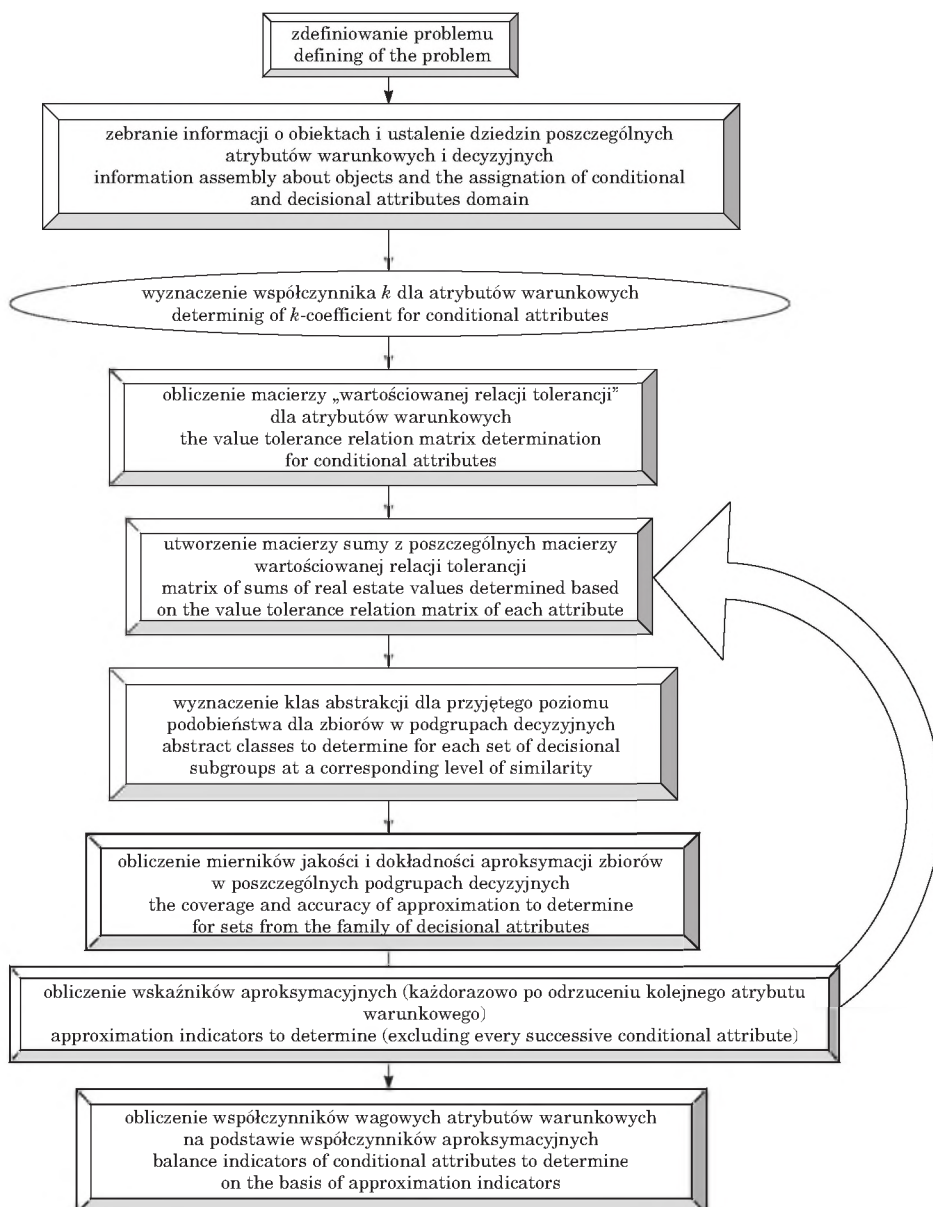 zdefiniowanie problemu
defining of the problem
zebranie informacji o obiektach i ustalenie dziedzin poszczególnych
atrybutów warunkowych i decyzyjnych
information assembly about objects and the assignation of conditional
and decisional attributes domain
wyznaczenie współczynnika k dla atrybutów warunkowych
determinig of k-coefficient for conditional attributes
obliczenie macierzy „wartościowanej relacji tolerancji”
dla atrybutów warunkowych
the value tolerance relation matrix determination
for conditional attributes
utworzenie macierzy sumy z poszczególnych macierzy
wartościowanej relacji tolerancji
matrix of sums of real estate values determined based
on the value tolerance relation matrix of each attribute
wyznaczenie klas abstrakcji dla przyjętego poziomu
podobieństwa dla zbiorów w podgrupach decyzyjnych
abstract classes to determine for each set of decisional
subgroups at a corresponding level of similarity
obliczenie mierników jakości i dokładności aproksymacji zbiorów
w poszczególnych podgrupach decyzyjnych
the coverage and accuracy of approximation to determine
for sets from the family of decisional attributes
obliczenie wskaźników aproksymacyjnych (każdorazowo po odrzuceniu kolejnego atrybutu
warunkowego)
approximation indicators to determine (excluding every successive conditional attribute)
obliczenie współczynników wagowych atrybutów warunkowych
na podstawie współczynników aproksymacyjnych
balance indicators of conditional attributes to determine
on the basis of approximation indicators